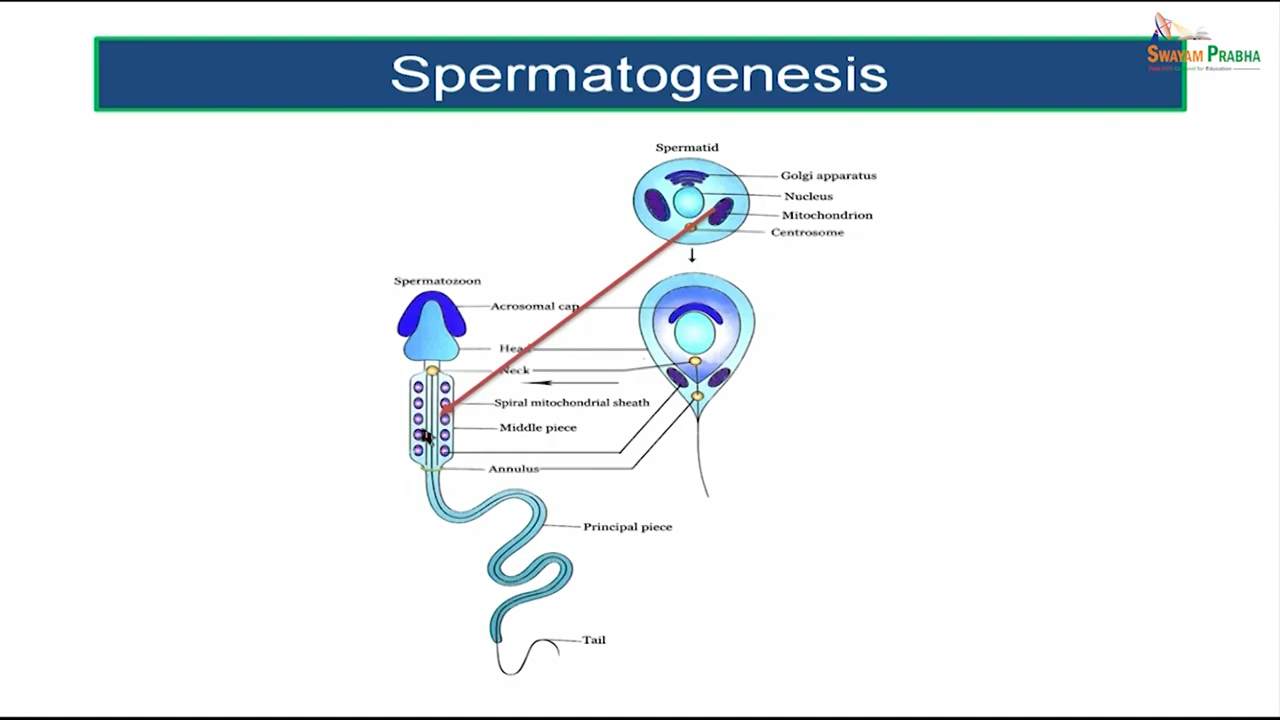 SWAYAM PRABHA
Spermatogenesis
Spermatid
Golgi apparatus
Nucleus
Mitochondrion
Centrosome
Spermatozoon
Acrosomal cap
Head
Neck
Spiral mitochondrial sheath
Middle piece
Annulus
Principal piece
Tail